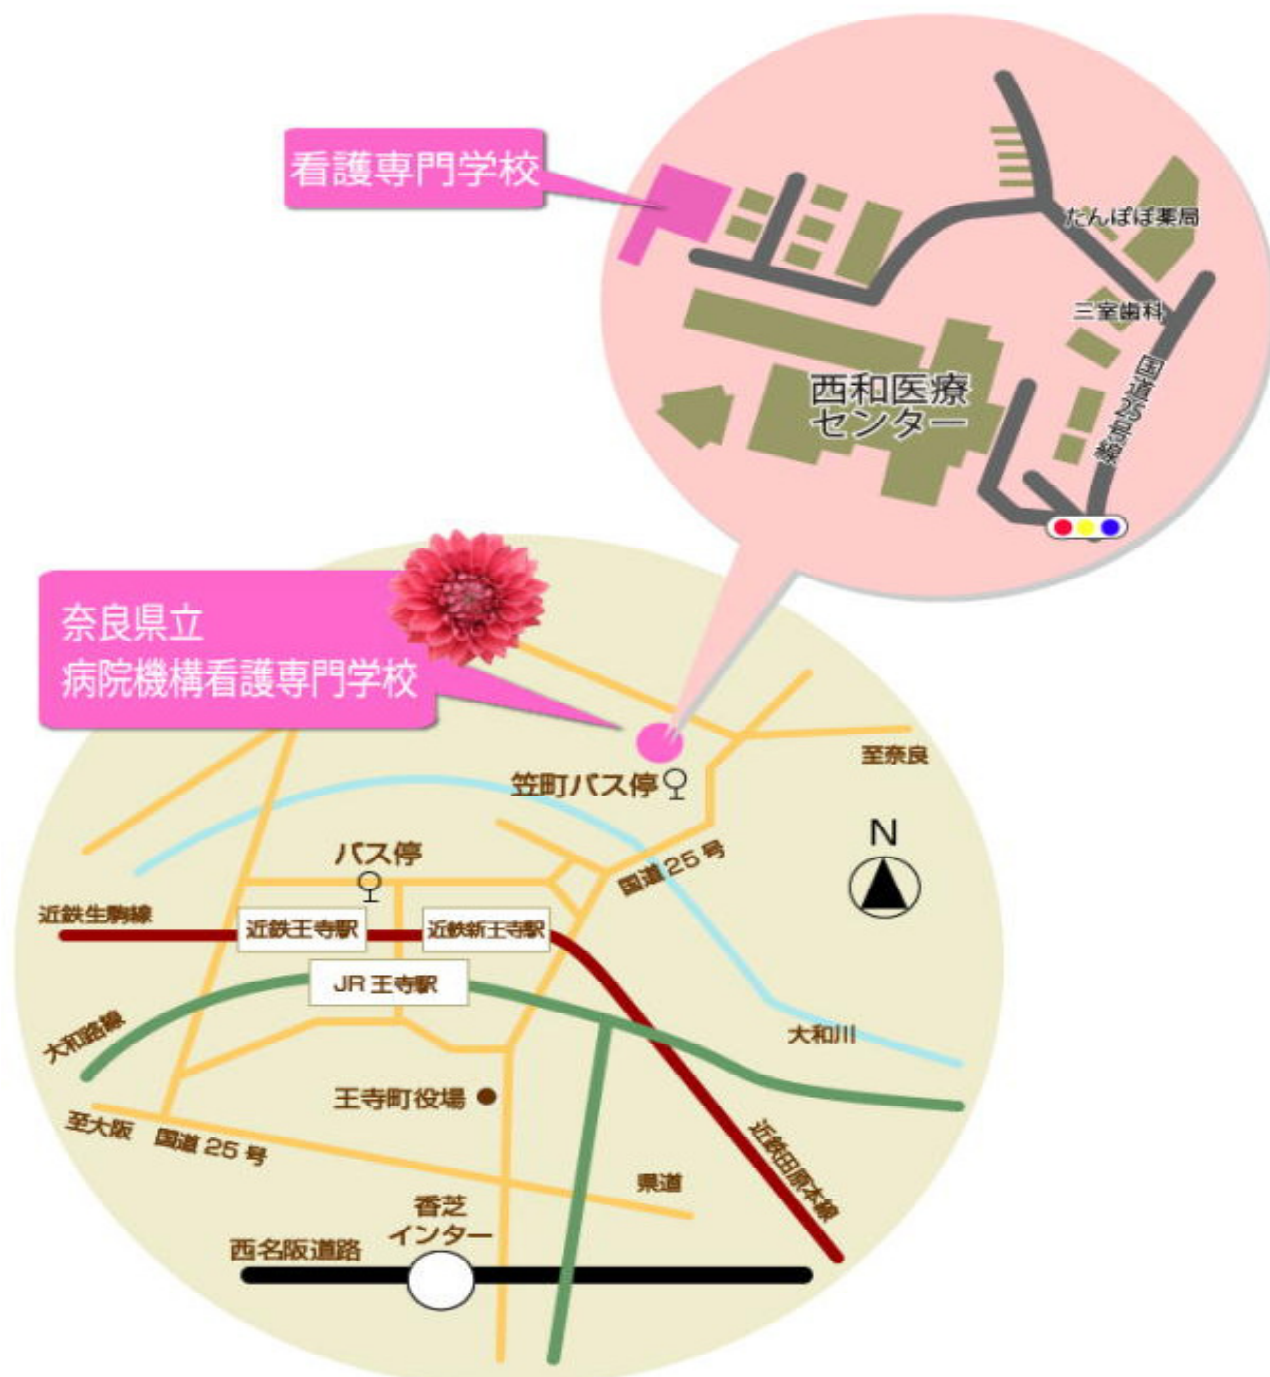 看護専門学校
たんぽぽ薬局
三室歯科
国道25号線
西和医療
センター
奈良県立
病院機構看護専門学校
至奈良
笠町バス停
N
バス停
国道25号
近鉄生駒線
近鉄王寺駅
近鉄新王寺駅
JR王寺駅
大和路線
大和川
王寺町役場
至大阪 国道25号
近鉄田原本線
県道
香芝
インター
西名阪道路